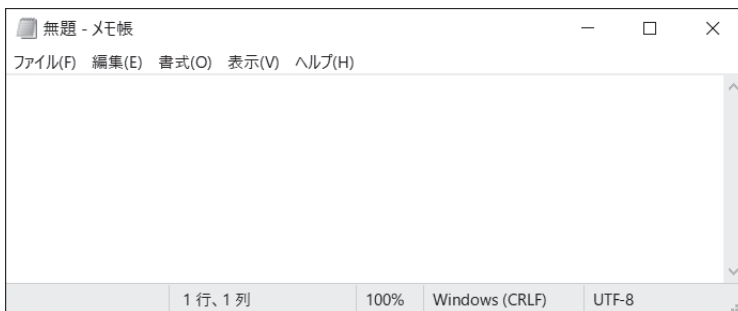 無題 - メモ帳
ファイル(F) 編集(E) 書式(O) 表示(V) ヘルプ(H)
1 行、1 列 100% Windows (CRLF) UTF-8